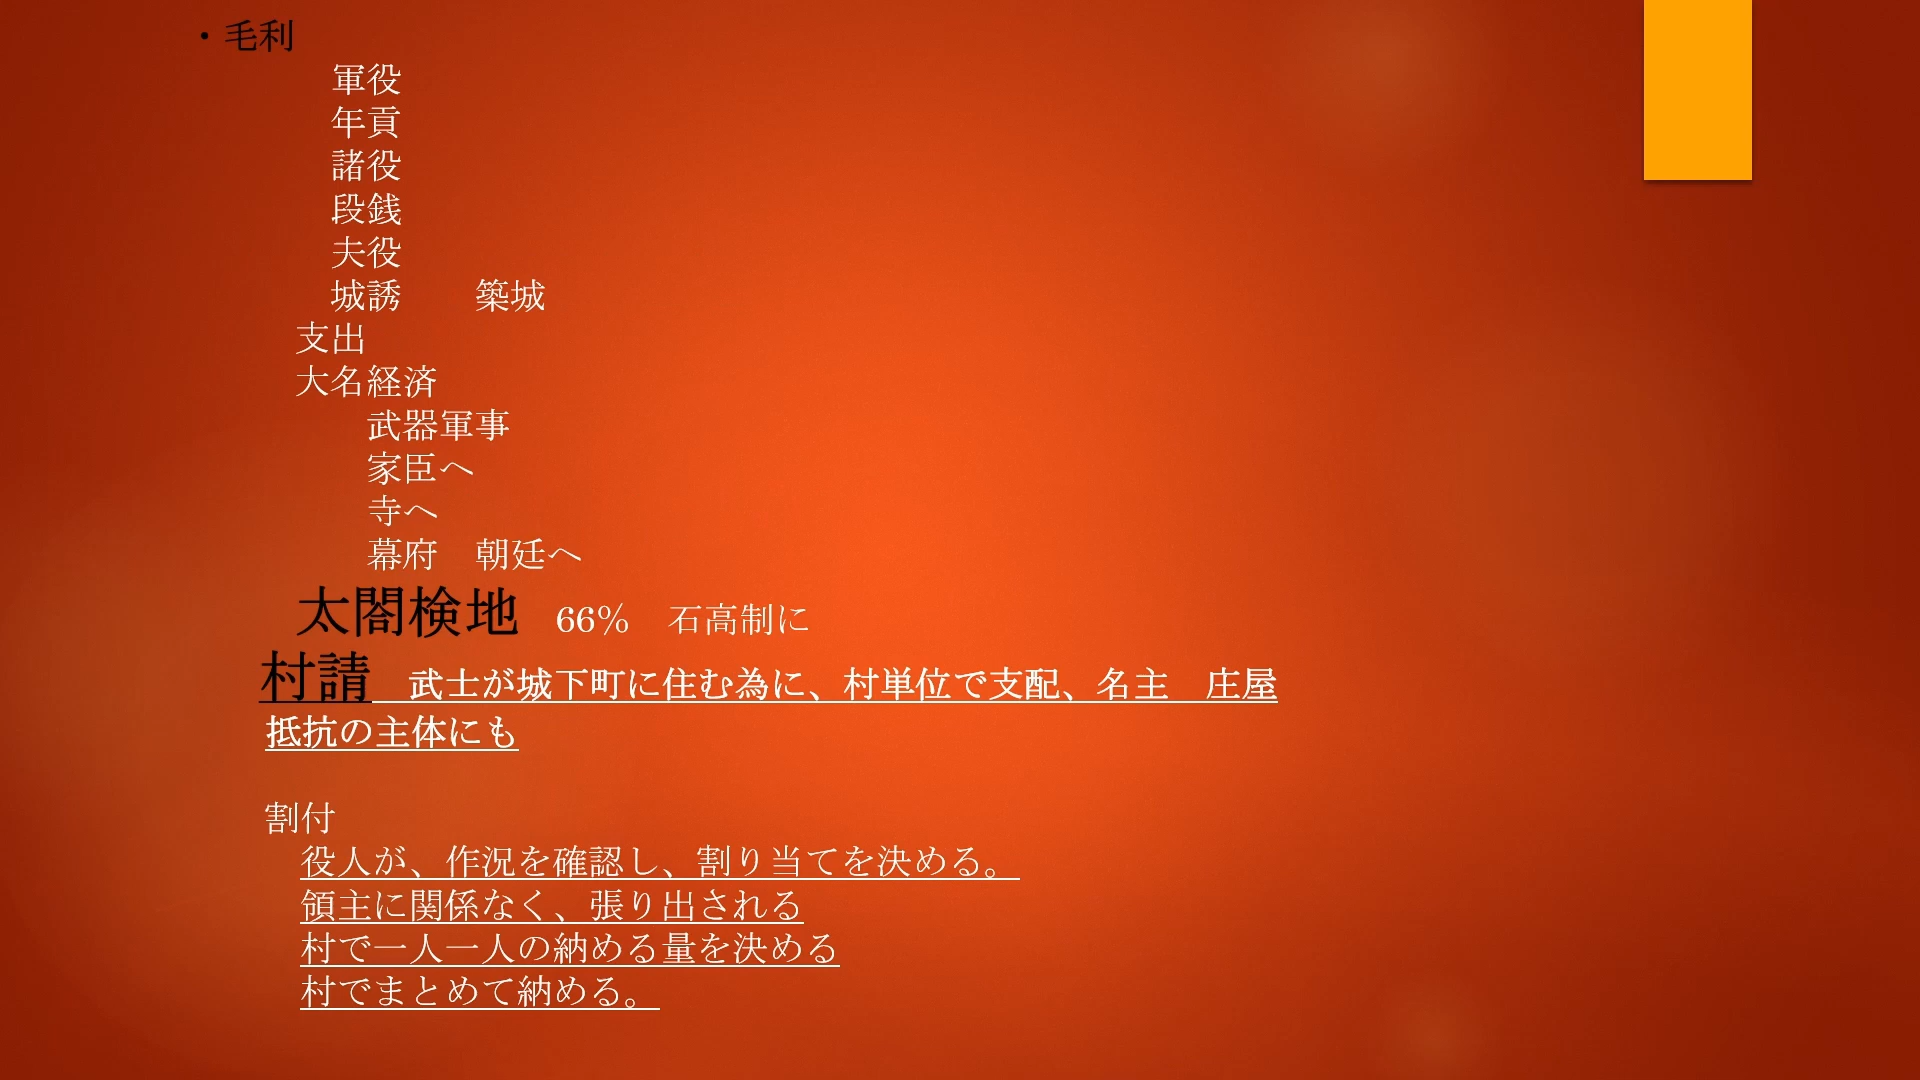 ・毛利
軍役
年貢
諸役
段銭
夫役
城誘　　築城
支出
大名経済
武器軍事
家臣へ
寺へ
幕府　朝廷へ
太閤検地　66％　石高制に
村請　武士が城下町に住む為に、村単位で支配、名主　庄屋
抵抗の主体にも
割付
役人が、作況を確認し、割り当てを決める。
領主に関係なく、張り出される
村で一人一人の納める量を決める
村でまとめて納める。